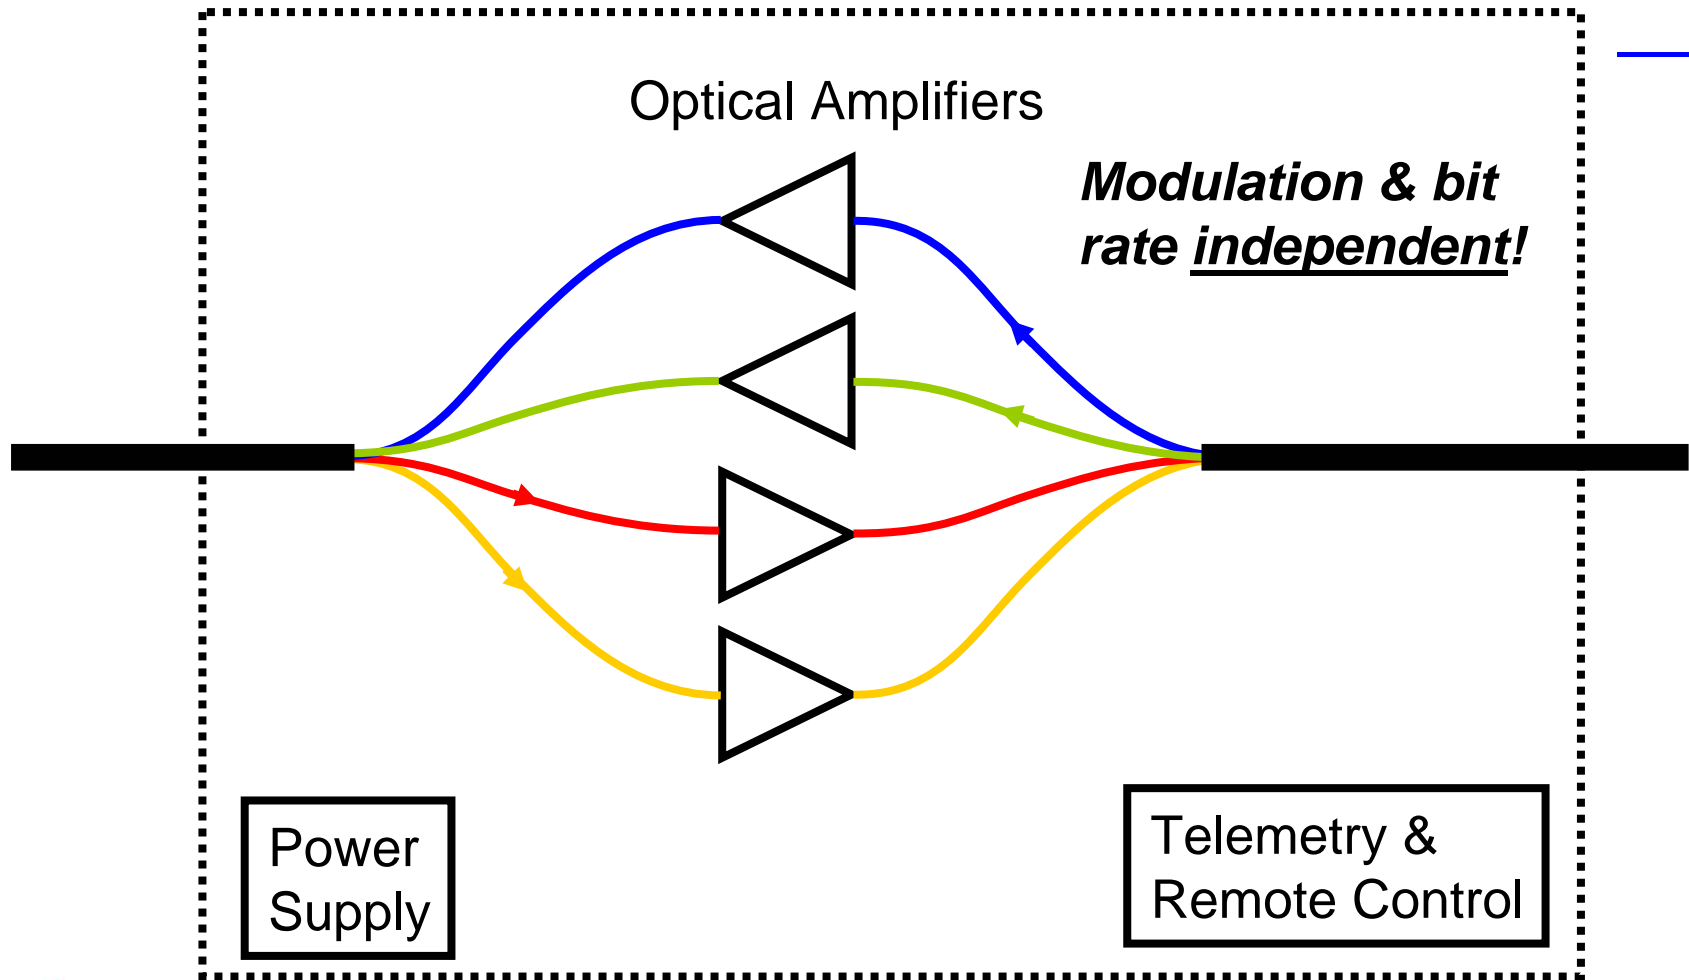 Optical Amplifiers
Modulation & bit
rate independent!
Power
Supply
Telemetry &
Remote Control